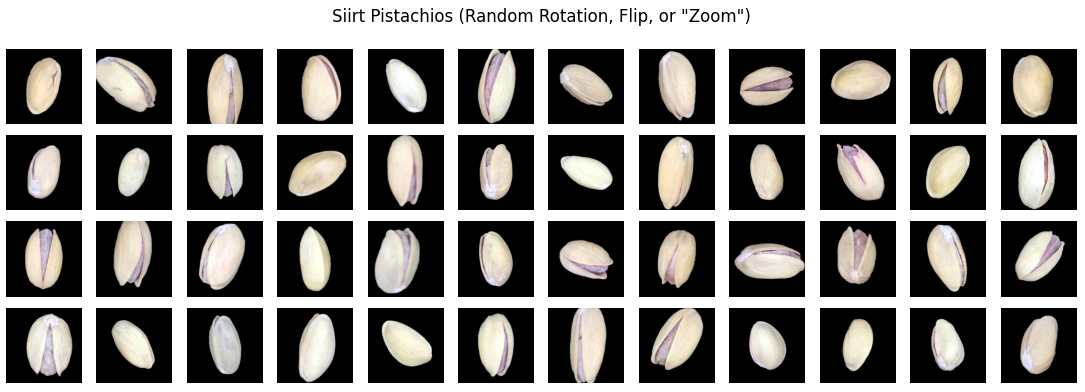 Siirt Pistachios (Random Rotation, Flip, or "Zoom")